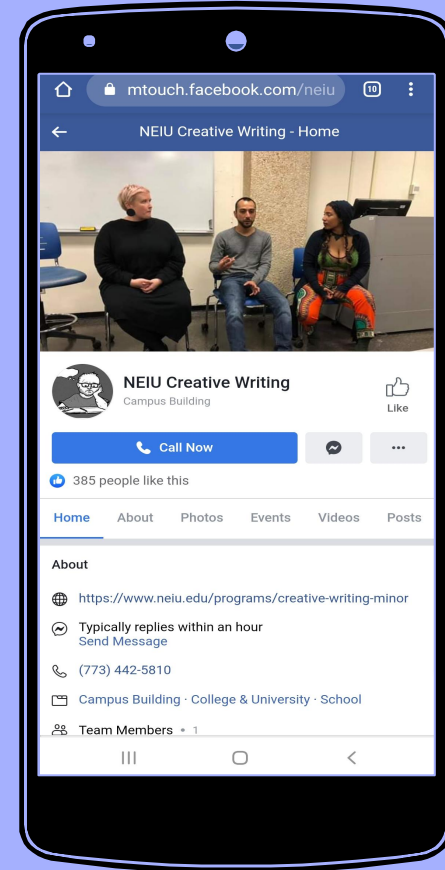 mtouch.facebook.com/neiu 10
NEIU Creative Writing - Home
NEIU Creative Writing
Campus Building
Like
Call Now
385 people like this
Home About Photos Events Videos Posts
About
https://www.neiu.edu/programs/creative-writing-minor
Typically replies within an hour
Send Message
(773) 442-5810
Campus Building · College & University · School
Team Members • 1